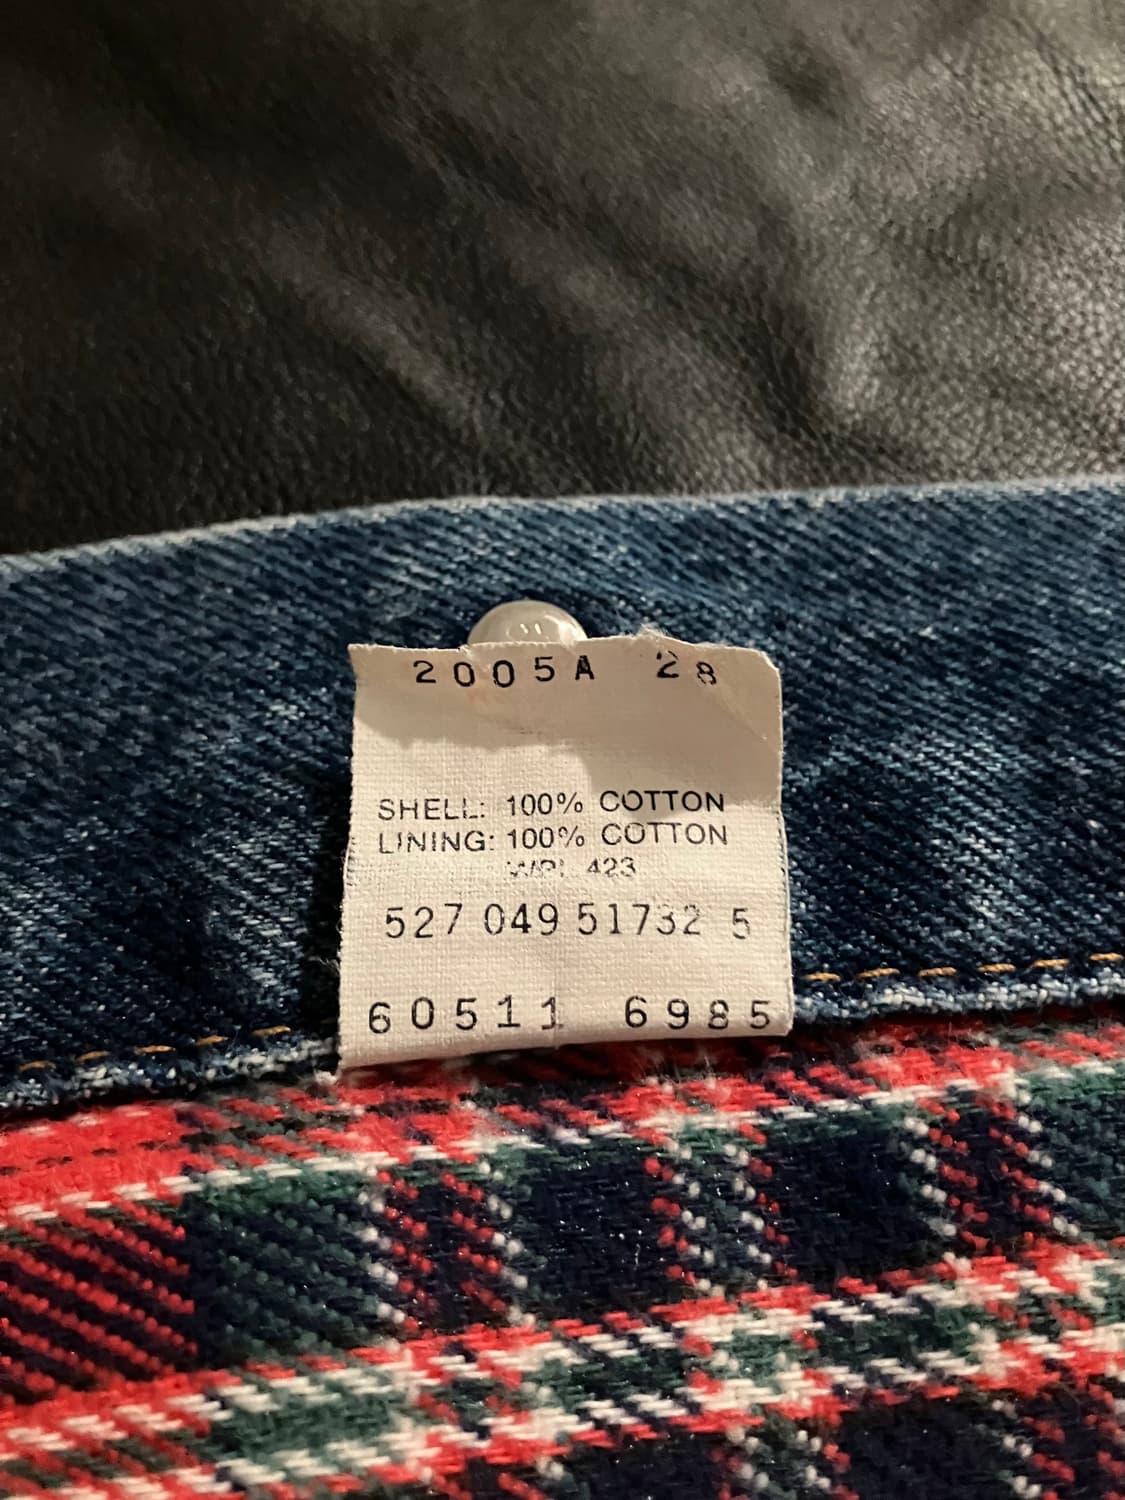 2005A 28
SHELL: 100% COTTON
LINING: 100% COTTON
WPL 423
527 049 51732 5
60511 6985